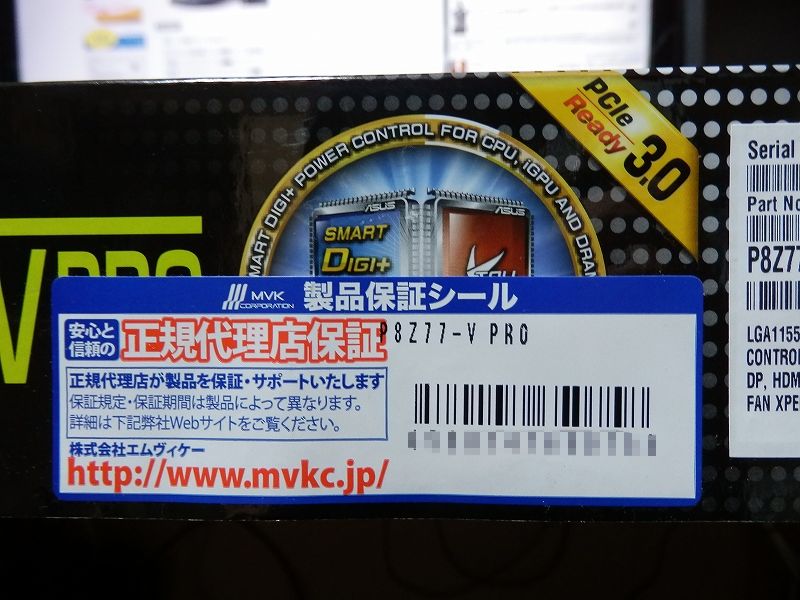 PCIe 3.0
Ready
SMART DIGI+ POWER CONTROL FOR CPU, iGPU AND DRAM
ASUS
ASUS
SMART
DIGI+
V PRO
Serial
Part No
P8Z77
LGA1155
CONTROL
DP, HDM
FAN XPE
MVK
CORPORATION
製品保証シール
安心と
信頼の
正規代理店保証
P8Z77-V PRO
正規代理店が製品を保証・サポートいたします
保証規定・保証期間は製品によって異なります。
詳細は下記弊社Webサイトをご覧ください。
株式会社エムヴィケー
http://www.mvkc.jp/